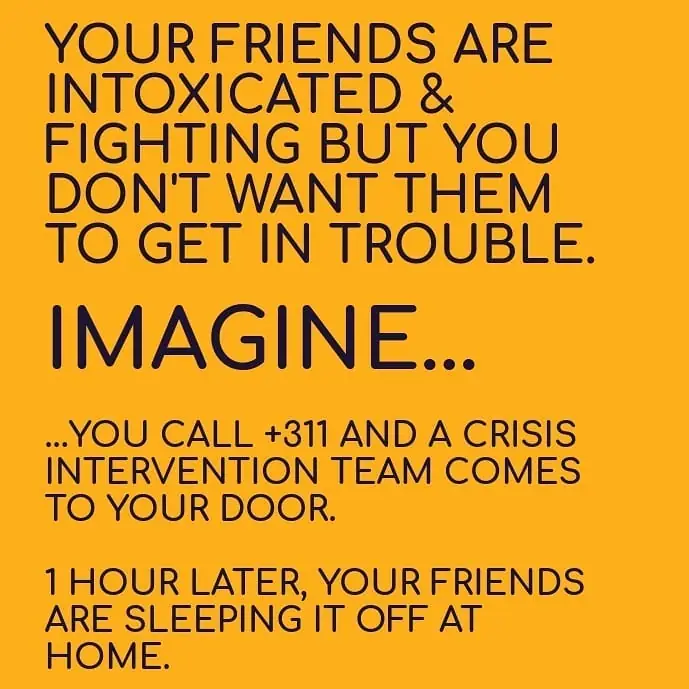 YOUR FRIENDS ARE
INTOXICATED &
FIGHTING BUT YOU
DON'T WANT THEM
TO GET IN TROUBLE.
IMAGINE...
...YOU CALL +311 AND A CRISIS
INTERVENTION TEAM COMES
TO YOUR DOOR.
1 HOUR LATER, YOUR FRIENDS
ARE SLEEPING IT OFF AT
HOME.